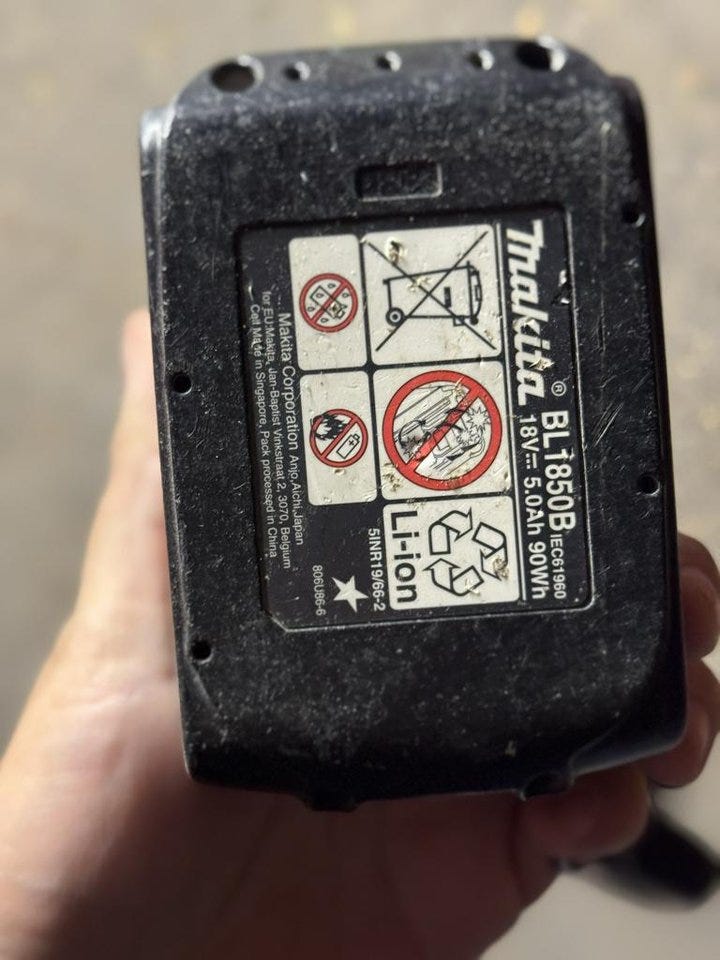 makita® BL1850B IEC61960
18V⎓ 5.0Ah 90Wh
Li-ion
5INR19/66-2
806U86-6
Makita Corporation Anjo,Aichi,Japan
for EU:Makita, Jan-Baptist Vinkstraat 2, 3070, Belgium
Cell Made in Singapore, Pack processed in China